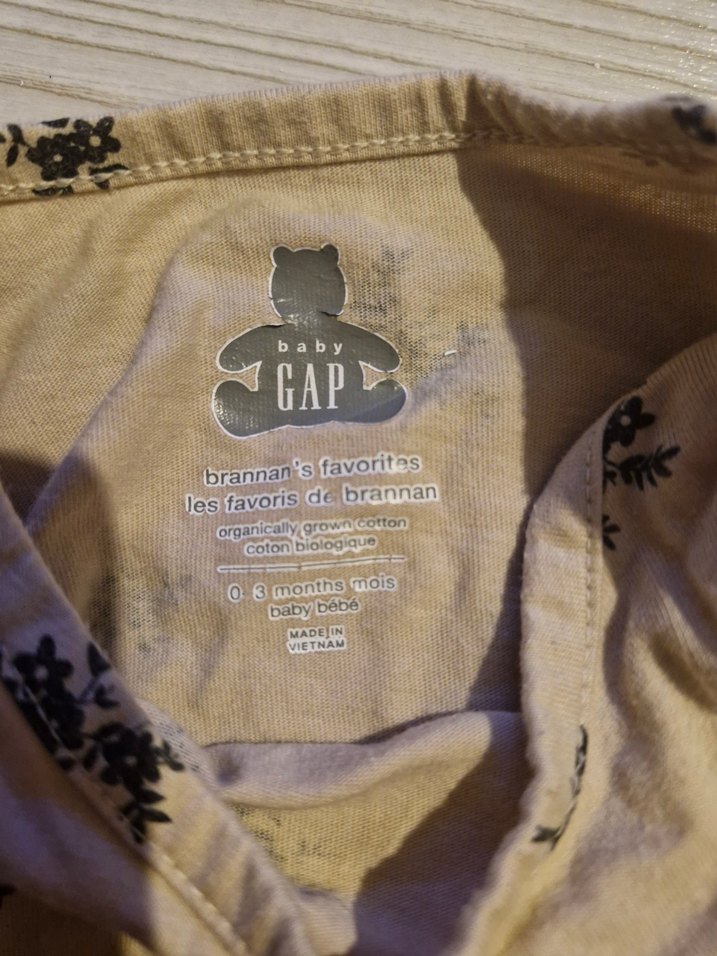 baby
GAP
brannan's favorites
les favoris de brannan
organically grown cotton
coton biologique
0-3 months mois
baby bébé
MADE IN
VIETNAM